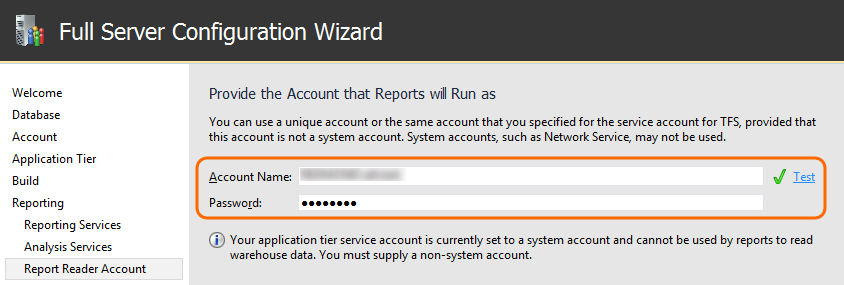 Full Server Configuration Wizard
Welcome
Database
Account
Application Tier
Build
Reporting
Reporting Services
Analysis Services
Report Reader Account
Provide the Account that Reports will Run as
You can use a unique account or the same account that you specified for the service account for TFS, provided that
this account is not a system account. System accounts, such as Network Service, may not be used.
Account Name: Test
Password: ●●●●●●●●
Your application tier service account is currently set to a system account and cannot be used by reports to read
warehouse data. You must supply a non-system account.